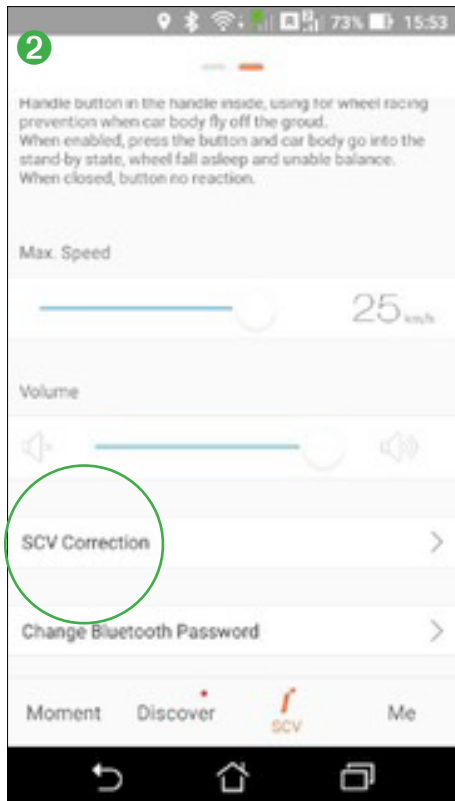 73% 15:53
2
Handle button in the handle inside, using for wheel racing
prevention when car body fly off the groud.
When enabled, press the button and car body go into the
stand-by state, wheel fall asleep and unable balance.
When closed, button no reaction.
Max. Speed
25 km/h
Volume
SCV Correction
Change Bluetooth Password
Moment Discover SCV Me